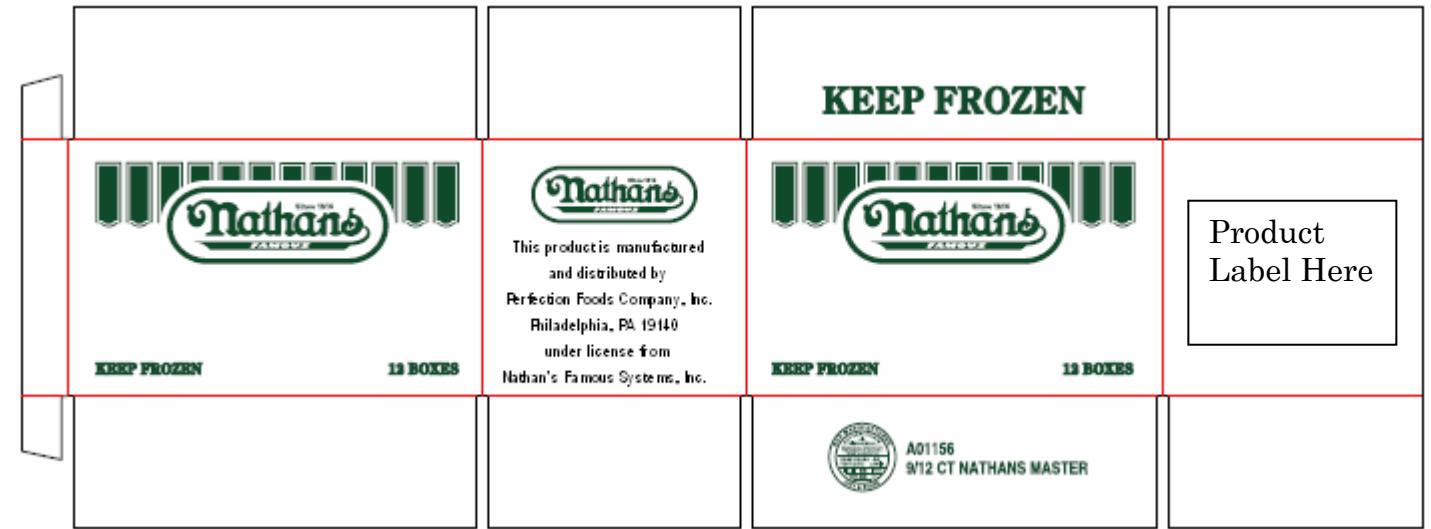 KEEP FROZEN
Since 1916
Nathan's
FAMOUS
KEEP FROZEN
12 BOXES
Nathan's
FAMOUS
This product is manufactured
and distributed by
Perfection Foods Company, Inc.
Philadelphia, PA 19140
under license from
Nathan's Famous Systems, Inc.
Since 1916
Nathan's
FAMOUS
KEEP FROZEN
12 BOXES
Product
Label Here
A01156
9/12 CT NATHANS MASTER